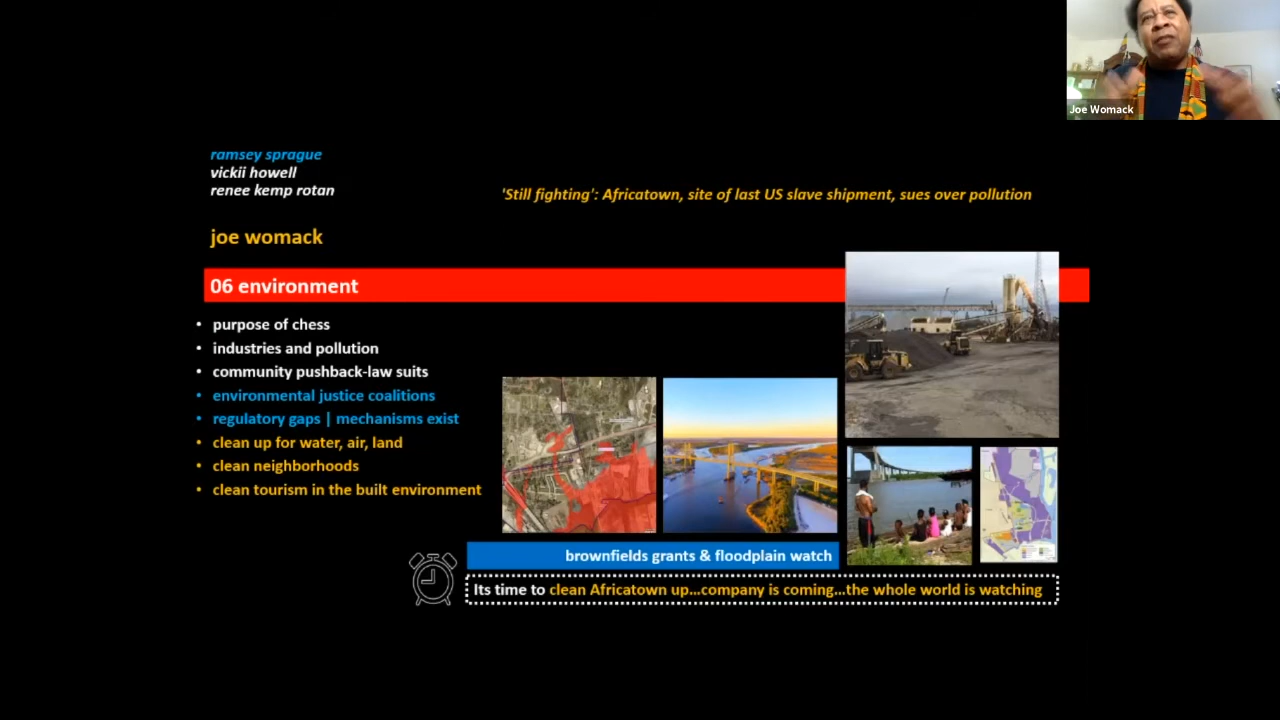 Joe Womack
ramsey sprague
vickii howell
renee kemp rotan
'Still fighting': Africatown, site of last US slave shipment, sues over pollution
joe womack
06 environment
• purpose of chess
• industries and pollution
• community pushback-law suits
• environmental justice coalitions
• regulatory gaps | mechanisms exist
• clean up for water, air, land
• clean neighborhoods
• clean tourism in the built environment
brownfields grants & floodplain watch
Its time to clean Africatown up...company is coming...the whole world is watching